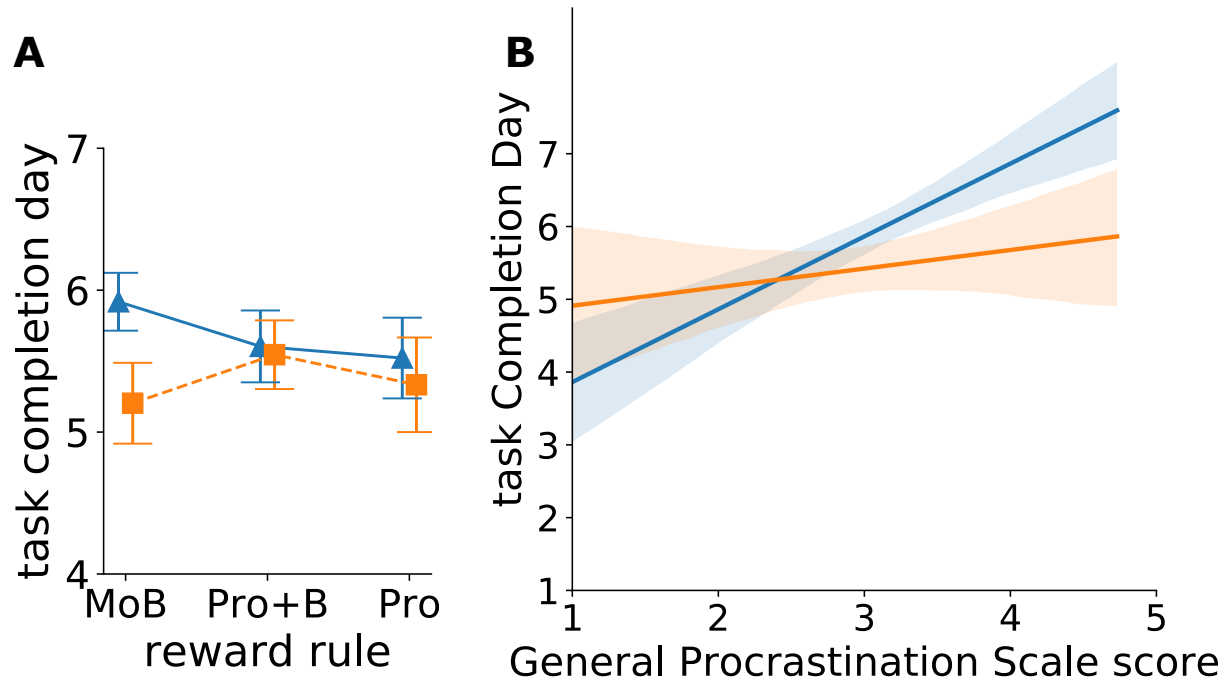 A
task completion day
7
6
5
4
MoB Pro+B Pro
reward rule
B
task Completion Day
7
6
5
4
3
2
1
1 2 3 4 5
General Procrastination Scale score